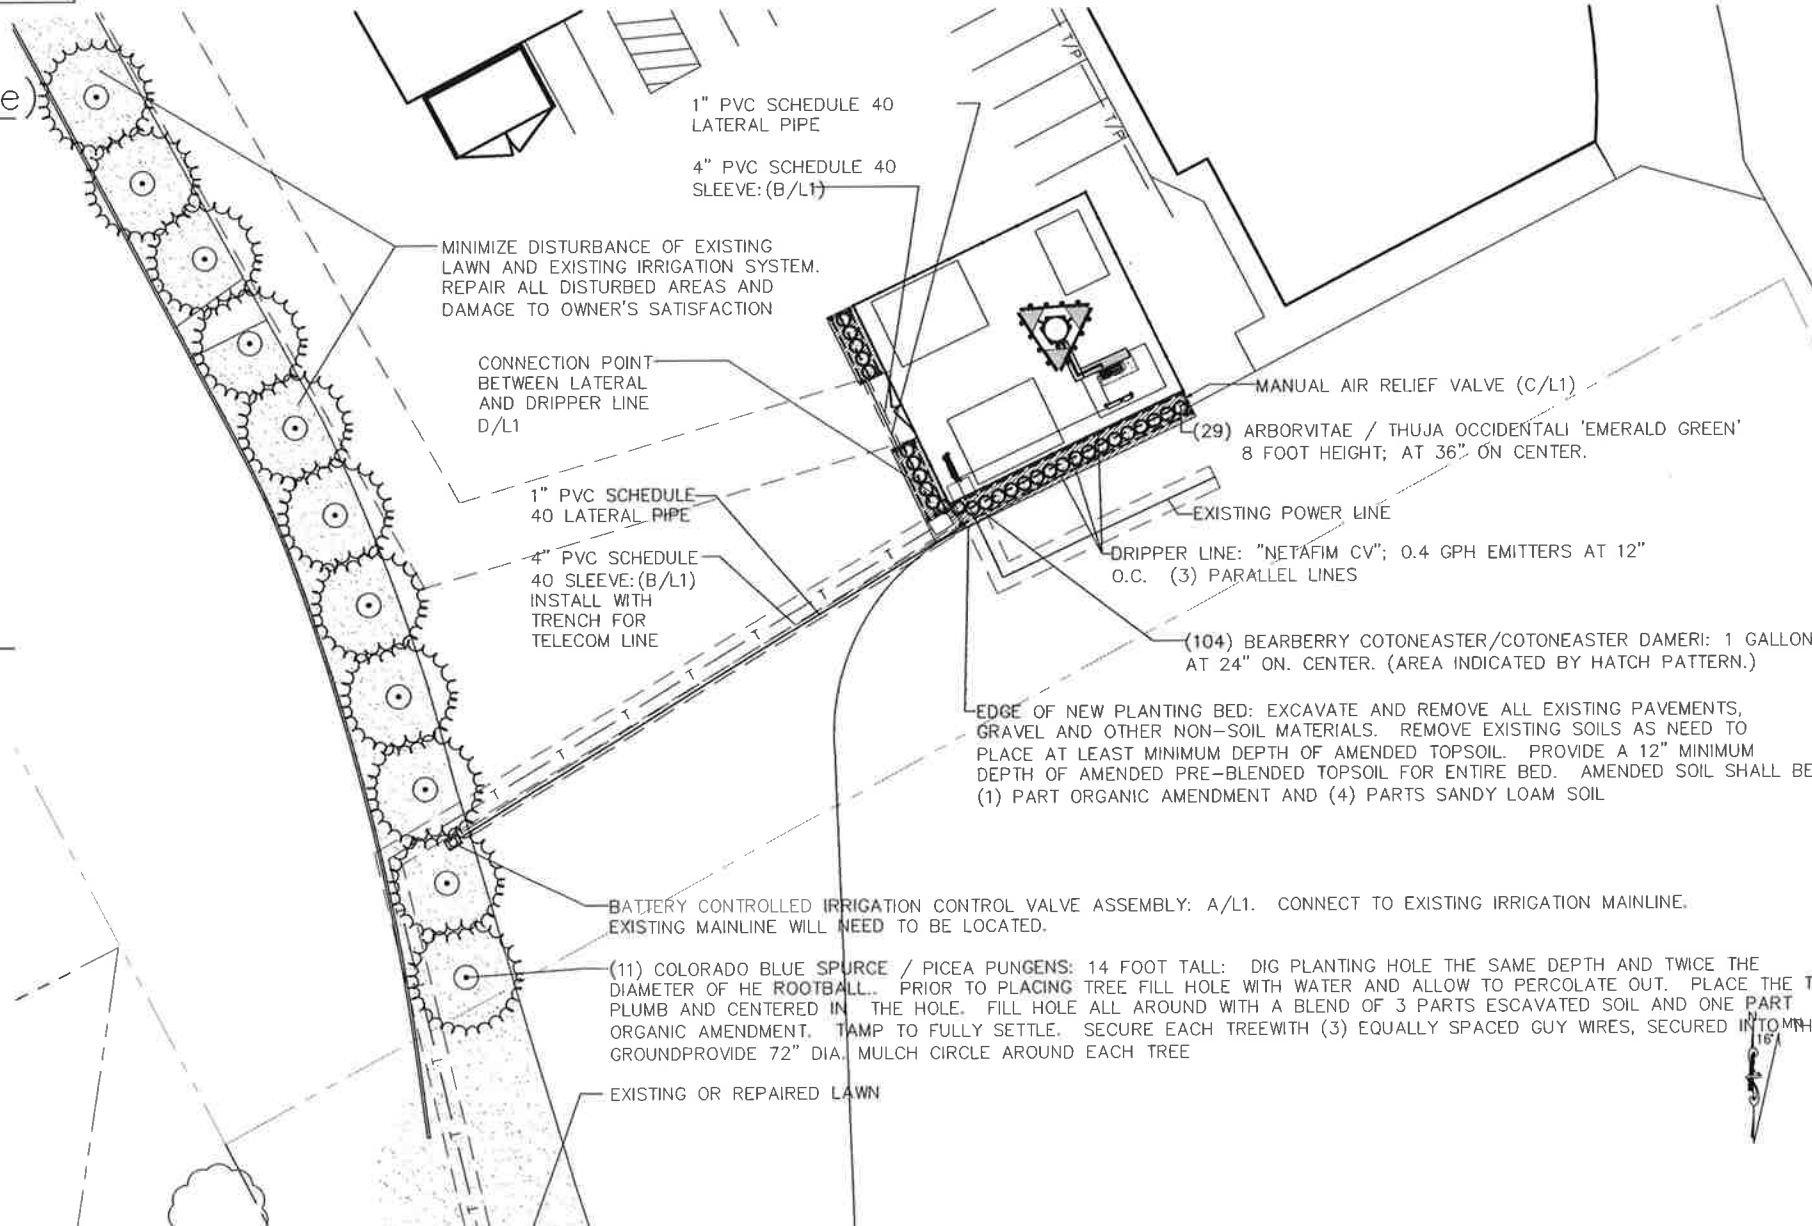 e)
1" PVC SCHEDULE 40
LATERAL PIPE
4" PVC SCHEDULE 40
SLEEVE:(B/L1)
T/P
T/P
MINIMIZE DISTURBANCE OF EXISTING
LAWN AND EXISTING IRRIGATION SYSTEM.
REPAIR ALL DISTURBED AREAS AND
DAMAGE TO OWNER'S SATISFACTION
CONNECTION POINT
BETWEEN LATERAL
AND DRIPPER LINE
D/L1
MANUAL AIR RELIEF VALVE (C/L1)
(29) ARBORVITAE / THUJA OCCIDENTALI 'EMERALD GREEN'
8 FOOT HEIGHT; AT 36" ON CENTER.
1" PVC SCHEDULE
40 LATERAL PIPE
EXISTING POWER LINE
4" PVC SCHEDULE
40 SLEEVE:(B/L1)
INSTALL WITH
TRENCH FOR
TELECOM LINE
DRIPPER LINE: "NETAFIM CV"; 0.4 GPH EMITTERS AT 12"
O.C. (3) PARALLEL LINES
T
T
T
T
T
T
T
(104) BEARBERRY COTONEASTER/COTONEASTER DAMERI: 1 GALLON
AT 24" ON. CENTER. (AREA INDICATED BY HATCH PATTERN.)
EDGE OF NEW PLANTING BED: EXCAVATE AND REMOVE ALL EXISTING PAVEMENTS,
GRAVEL AND OTHER NON-SOIL MATERIALS. REMOVE EXISTING SOILS AS NEED TO
PLACE AT LEAST MINIMUM DEPTH OF AMENDED TOPSOIL. PROVIDE A 12" MINIMUM
DEPTH OF AMENDED PRE-BLENDED TOPSOIL FOR ENTIRE BED. AMENDED SOIL SHALL BE
(1) PART ORGANIC AMENDMENT AND (4) PARTS SANDY LOAM SOIL
BATTERY CONTROLLED IRRIGATION CONTROL VALVE ASSEMBLY: A/L1. CONNECT TO EXISTING IRRIGATION MAINLINE.
EXISTING MAINLINE WILL NEED TO BE LOCATED.
(11) COLORADO BLUE SPURCE / PICEA PUNGENS: 14 FOOT TALL: DIG PLANTING HOLE THE SAME DEPTH AND TWICE THE
DIAMETER OF HE ROOTBALL.. PRIOR TO PLACING TREE FILL HOLE WITH WATER AND ALLOW TO PERCOLATE OUT. PLACE THE T
PLUMB AND CENTERED IN THE HOLE. FILL HOLE ALL AROUND WITH A BLEND OF 3 PARTS ESCAVATED SOIL AND ONE PART
ORGANIC AMENDMENT. TAMP TO FULLY SETTLE. SECURE EACH TREEWITH (3) EQUALLY SPACED GUY WIRES, SECURED INTO TH
GROUNDPROVIDE 72" DIA. MULCH CIRCLE AROUND EACH TREE
N
MN
16°
EXISTING OR REPAIRED LAWN
T
T
T
T